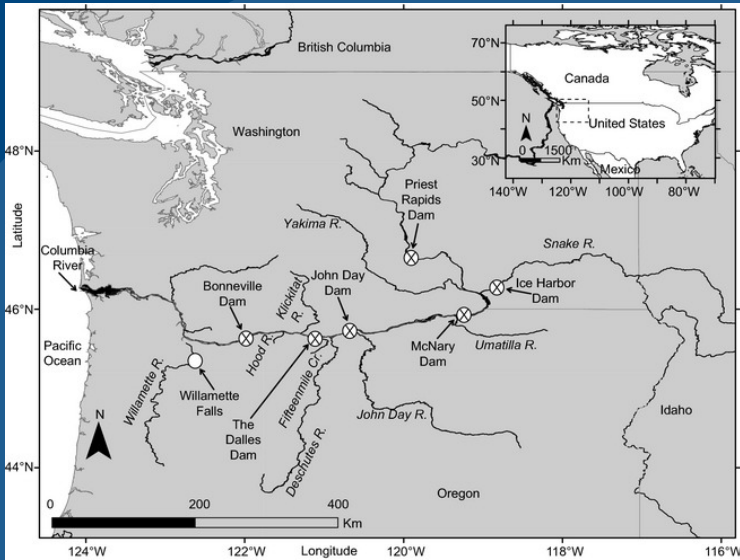 British Columbia
Washington
70°N
Canada
50°N
United States
N
0 1500
Km
30°N
Mexico
140°W
120°W
100°W
80°W
48°N
Latitude
Priest
Rapids
Dam
Yakima R.
Snake R.
Columbia
River
Bonneville
Dam
Klickitat
R.
John Day
Dam
Ice Harbor
Dam
46°N
Pacific
Ocean
Hood R.
McNary
Dam
Umatilla R.
Willamette R.
Willamette
Falls
The
Dalles
Dam
Fifteenmile Cr.
Deschutes R.
John Day R.
Idaho
N
44°N
Oregon
0 200 400
Km
124°W
122°W
Longitude
120°W
118°W
116°W